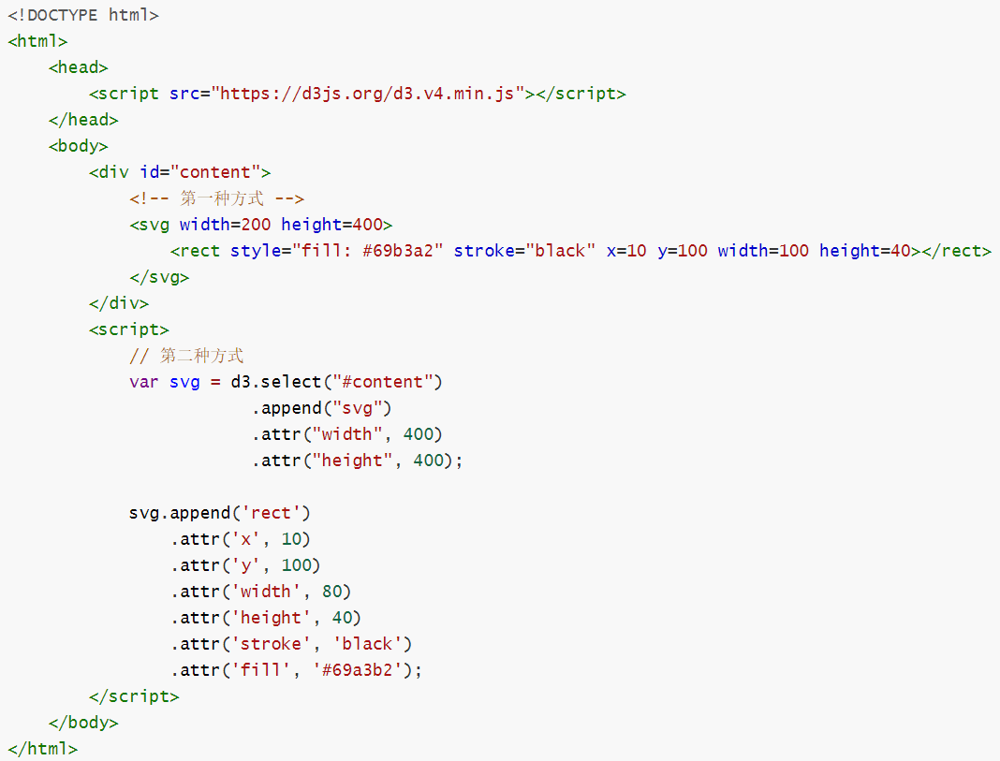 <!DOCTYPE html>
<html>
    <head>
        <script src="https://d3js.org/d3.v4.min.js"></script>
    </head>
    <body>
        <div id="content">
            <!-- 第一种方式 -->
            <svg width=200 height=400>
                <rect style="fill: #69b3a2" stroke="black" x=10 y=100 width=100 height=40></rect>
            </svg>
        </div>
        <script>
            // 第二种方式
            var svg = d3.select("#content")
                        .append("svg")
                        .attr("width", 400)
                        .attr("height", 400);

            svg.append('rect')
                .attr('x', 10)
                .attr('y', 100)
                .attr('width', 80)
                .attr('height', 40)
                .attr('stroke', 'black')
                .attr('fill', '#69a3b2');
        </script>
    </body>
</html>